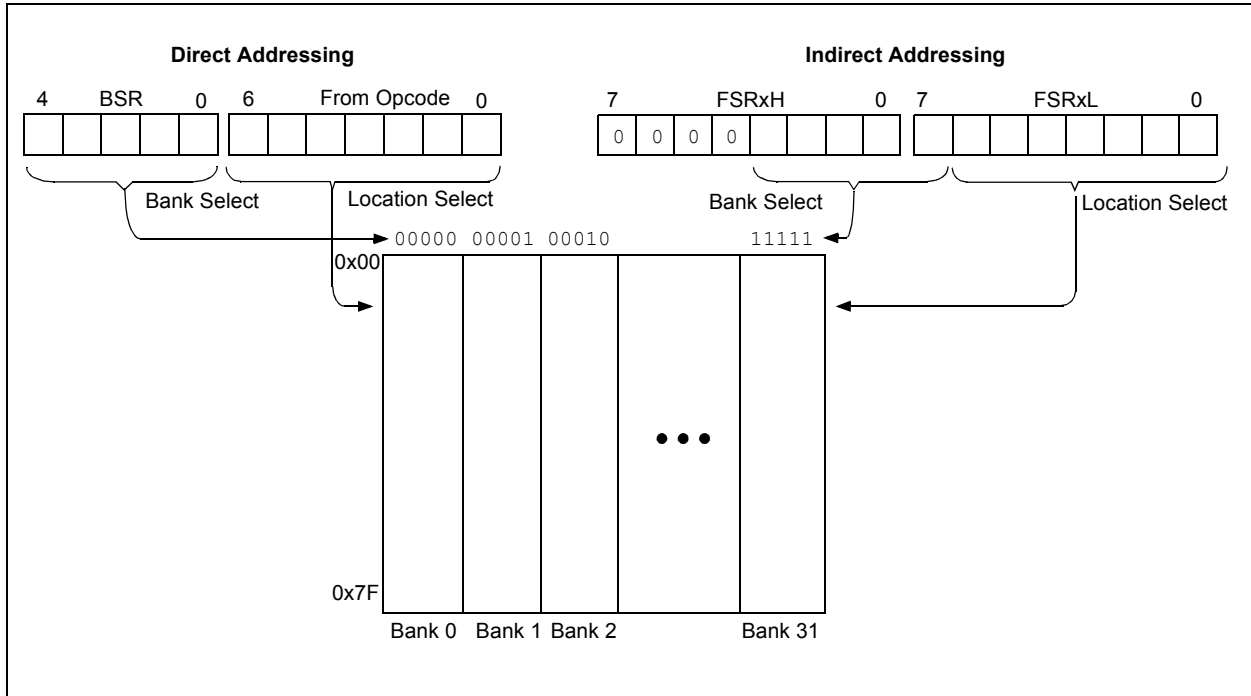 Direct Addressing
Indirect Addressing
4 BSR 0 6 From Opcode 0
7 FSRxH 0 7 FSRxL 0
0 0 0 0
Bank Select
Location Select
Bank Select
Location Select
00000 00001 00010 11111
0x00
0x7F
Bank 0 Bank 1 Bank 2 Bank 31